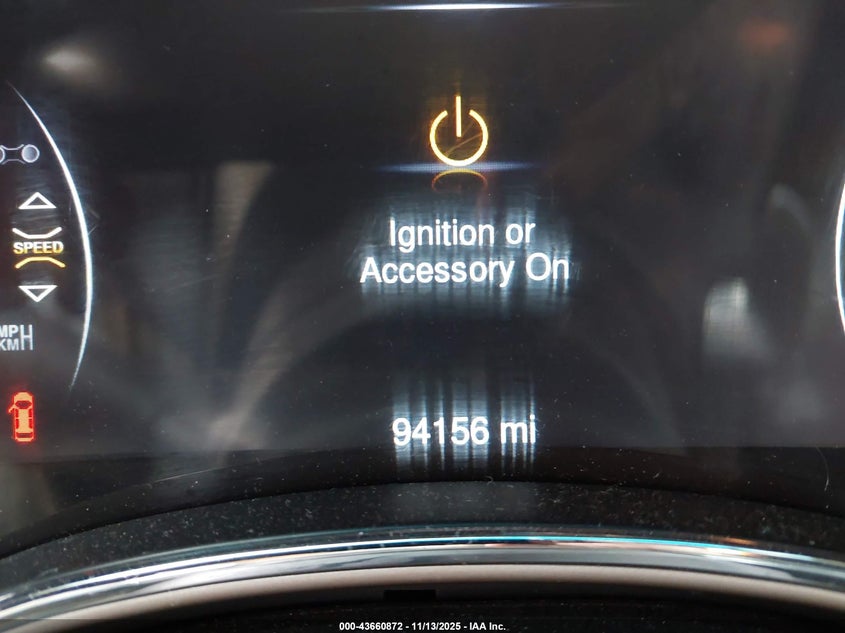 Ignition or
Accessory On
SPEED
MPH
KM
94156 mi
000-43660872 - 11/13/2025 - IAA Inc.